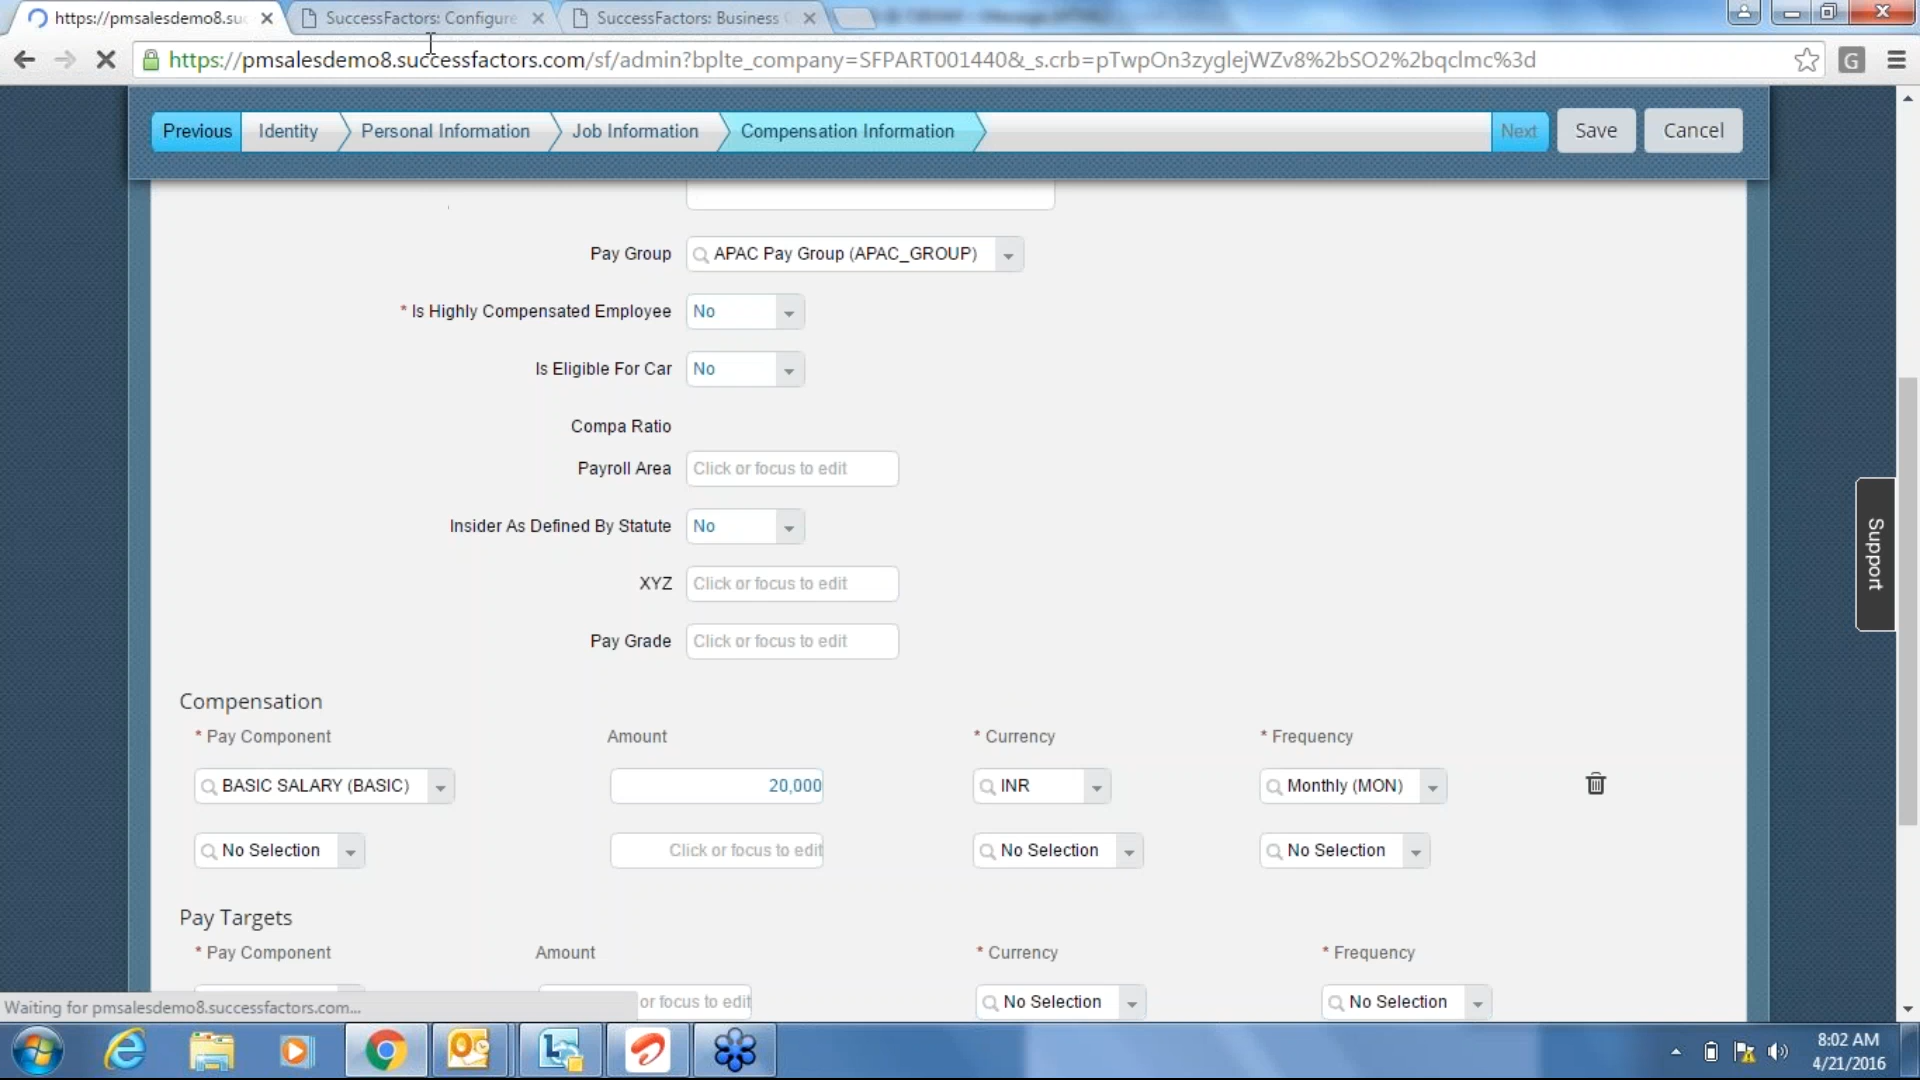 https://pmsalesdemo8.suc
SuccessFactors: Configure
SuccessFactors: Business
https://pmsalesdemo8.successfactors.com/sf/admin?bplte_company=SFPART001440&_s.crb=pTwpOn3zyglejWZv8%2bSO2%2bqclmc%3d
G
Previous
Identity
Personal Information
Job Information
Compensation Information
Next
Save
Cancel
Pay Group
APAC Pay Group (APAC_GROUP)
* Is Highly Compensated Employee
No
Is Eligible For Car
No
Compa Ratio
Payroll Area
Click or focus to edit
Insider As Defined By Statute
No
XYZ
Click or focus to edit
Pay Grade
Click or focus to edit
Support
Compensation
* Pay Component
Amount
* Currency
* Frequency
BASIC SALARY (BASIC)
20,000
INR
Monthly (MON)
No Selection
Click or focus to edit
No Selection
No Selection
Pay Targets
* Pay Component
Amount
* Currency
* Frequency
or focus to edit
No Selection
No Selection
Waiting for pmsalesdemo8.successfactors.com...
8:02 AM
4/21/2016